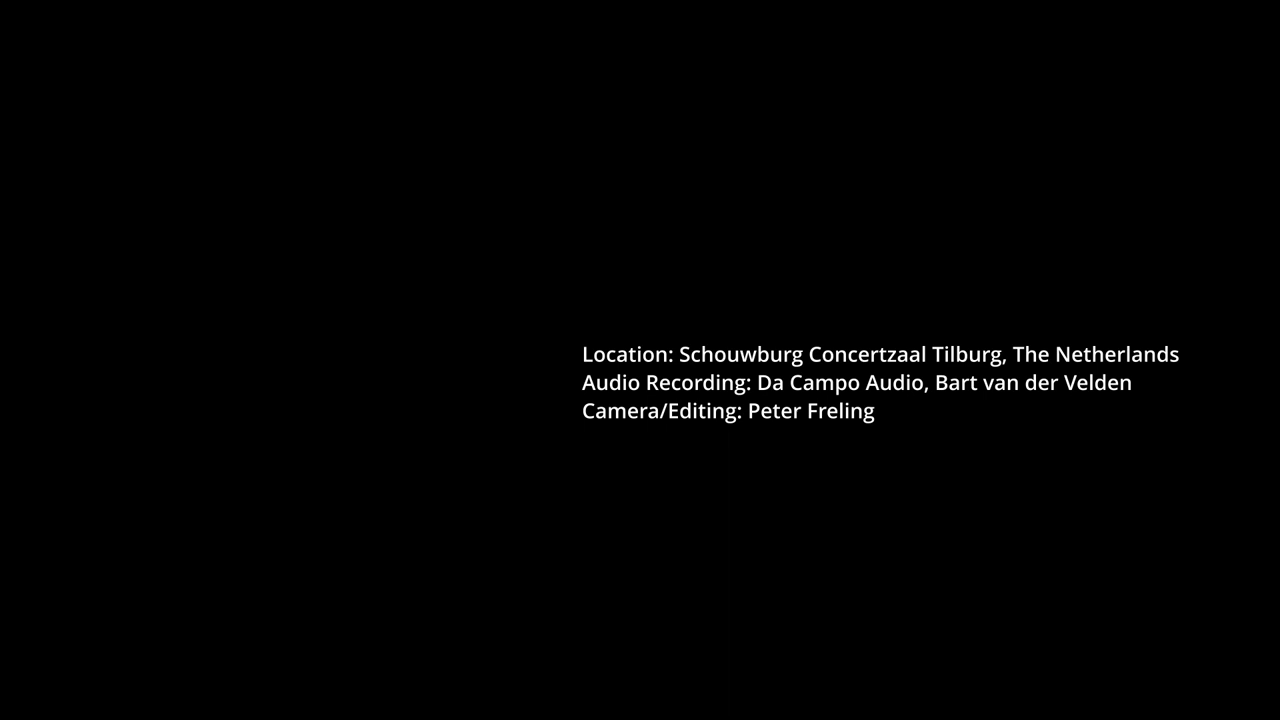 Location: Schouwburg Concertzaal Tilburg, The Netherlands
Audio Recording: Da Campo Audio, Bart van der Velden
Camera/Editing: Peter Freling